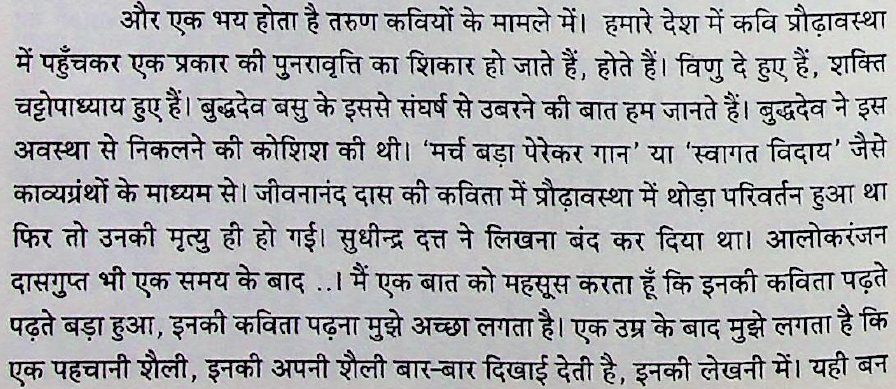 और एक भय होता है तरुण कवियों के मामले में। हमारे देश में कवि प्रौढ़ावस्था
में पहुँचकर एक प्रकार की पुनरावृत्ति का शिकार हो जाते हैं, होते हैं। विणु दे हुए हैं, शक्ति
चट्टोपाध्याय हुए हैं। बुद्धदेव बसु के इससे संघर्ष से उबरने की बात हम जानते हैं। बुद्धदेव ने इस
अवस्था से निकलने की कोशिश की थी। ‘मर्च बड़ा पेरेकर गान’ या ‘स्वागत विदाय’ जैसे
काव्यग्रंथों के माध्यम से। जीवनानंद दास की कविता में प्रौढ़ावस्था में थोड़ा परिवर्तन हुआ था
फिर तो उनकी मृत्यु ही हो गई। सुधीन्द्र दत्त ने लिखना बंद कर दिया था। आलोकरंजन
दासगुप्त भी एक समय के बाद ..। मैं एक बात को महसूस करता हूँ कि इनकी कविता पढ़ते
पढ़ते बड़ा हुआ, इनकी कविता पढ़ना मुझे अच्छा लगता है। एक उम्र के बाद मुझे लगता है कि
एक पहचानी शैली, इनकी अपनी शैली बार-बार दिखाई देती है, इनकी लेखनी में। यही बन